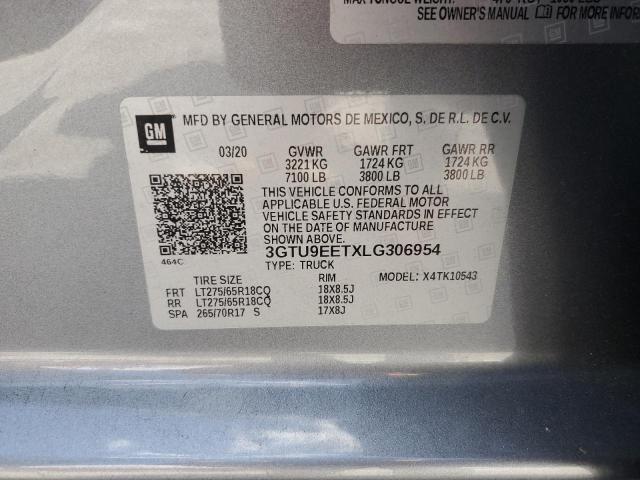 SEE OWNER'S MANUAL FOR MORE INFOR
GM
MFD BY GENERAL MOTORS DE MEXICO, S. DE R.L. DE C.V.
03/20 GVWR GAWR FRT GAWR RR
3221 KG 1724 KG 1724 KG
7100 LB 3800 LB 3800 LB
THIS VEHICLE CONFORMS TO ALL
APPLICABLE U.S. FEDERAL MOTOR
VEHICLE SAFETY STANDARDS IN EFFECT
ON THE DATE OF MANUFACTURE
SHOWN ABOVE.
3GTU9EETXLG306954
464C
TYPE: TRUCK
TIRE SIZE RIM MODEL: X4TK10543
FRT LT275/65R18CQ 18X8.5J
RR LT275/65R18CQ 18X8.5J
SPA 265/70R17 S 17X8J